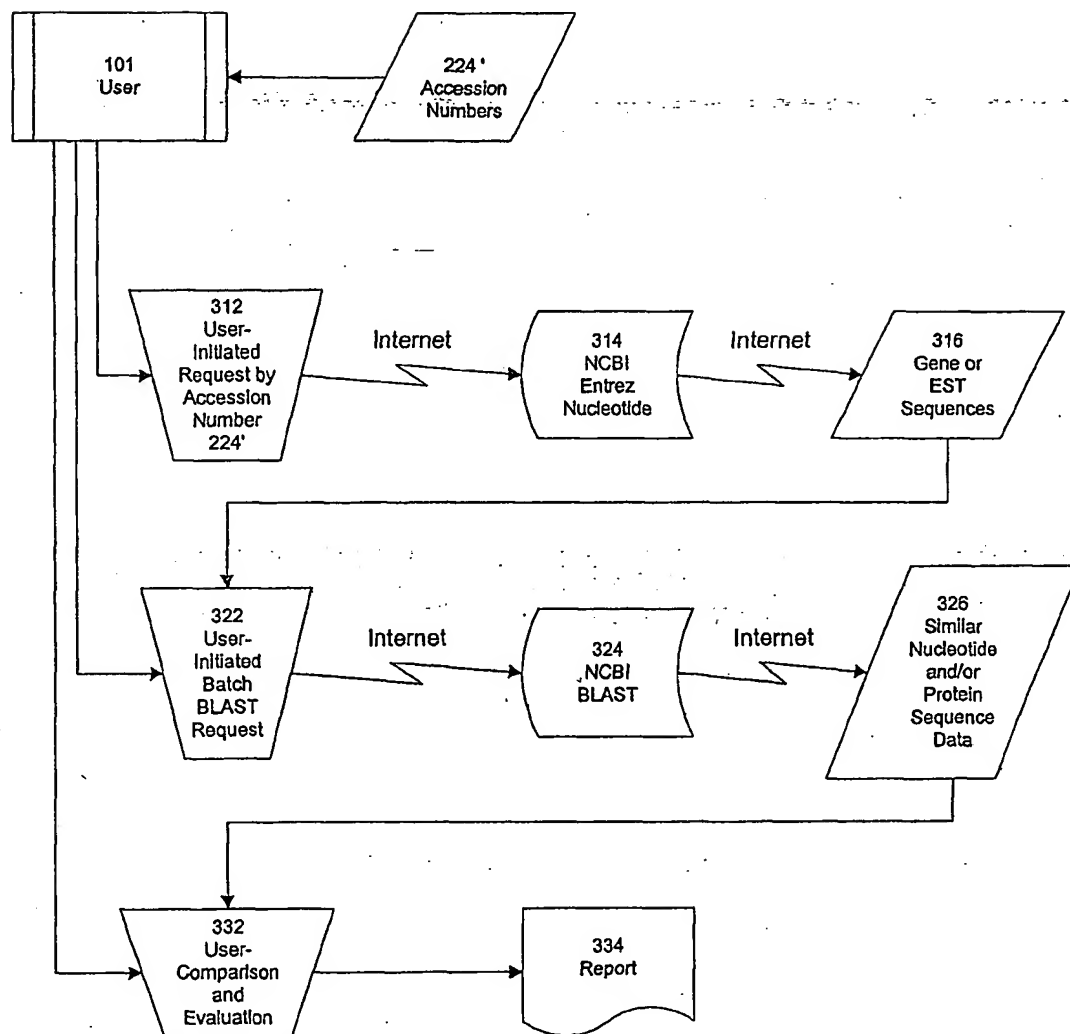 101
User
224'
Accession
Numbers
312
User-
Initiated
Request by
Accession
Number
224'
Internet
314
NCBI
Entrez
Nucleotide
Internet
316
Gene or
EST
Sequences
322
User-
Initiated
Batch
BLAST
Request
Internet
324
NCBI
BLAST
Internet
326
Similar
Nucleotide
and/or
Protein
Sequence
Data
332
User-
Comparison
and
Evaluation
334
Report